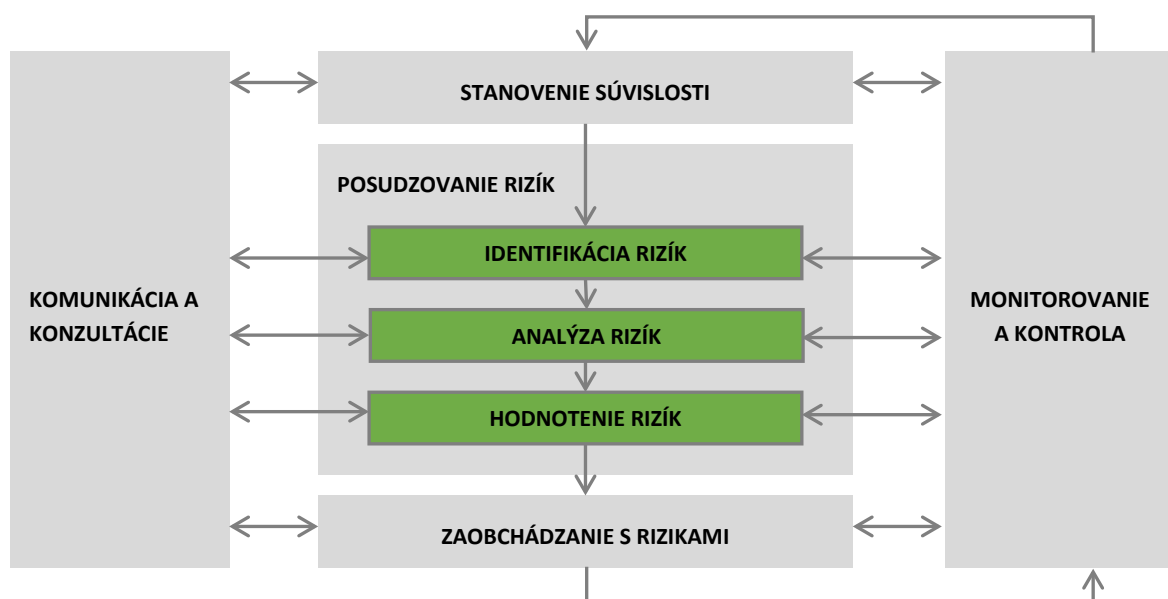 STANOVENIE SÚVISLOSTI
POSUDZOVANIE RIZÍK
IDENTIFIKÁCIA RIZÍK
KOMUNIKÁCIA A
KONZULTÁCIE
MONITOROVANIE
A KONTROLA
ANALÝZA RIZÍK
HODNOTENIE RIZÍK
ZAOBCHÁDZANIE S RIZIKAMI